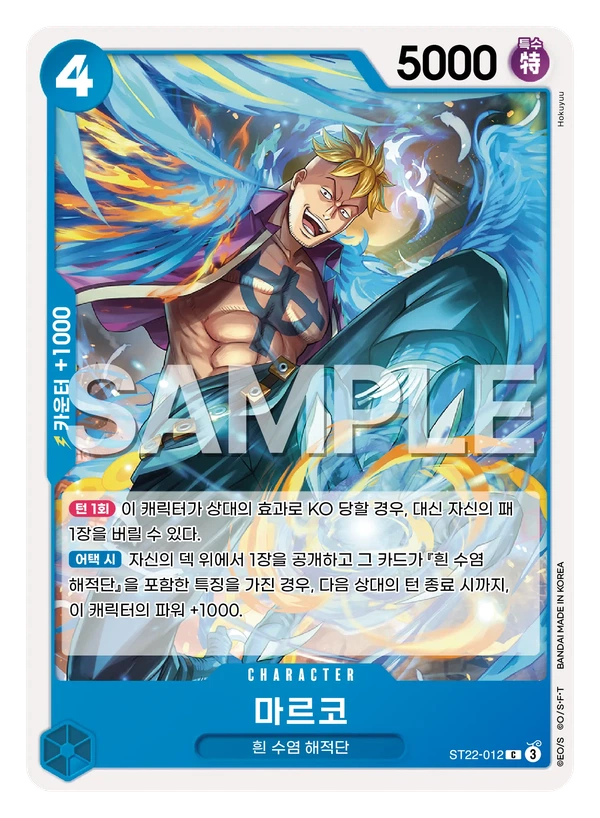 4
5000
특수
特
Hokuyuu
카운터 +1000
SAMPLE
턴 1회 이 캐릭터가 상대의 효과로 KO 당할 경우, 대신 자신의 패
1장을 버릴 수 있다.
어택 시 자신의 덱 위에서 1장을 공개하고 그 카드가 『흰 수염
해적단』을 포함한 특징을 가진 경우, 다음 상대의 턴 종료 시까지,
이 캐릭터의 파워 +1000.
CHARACTER
마르코
흰 수염 해적단
ST22-012 C 3
©EO/S ©O/S·F·T BANDAI MADE IN KOREA